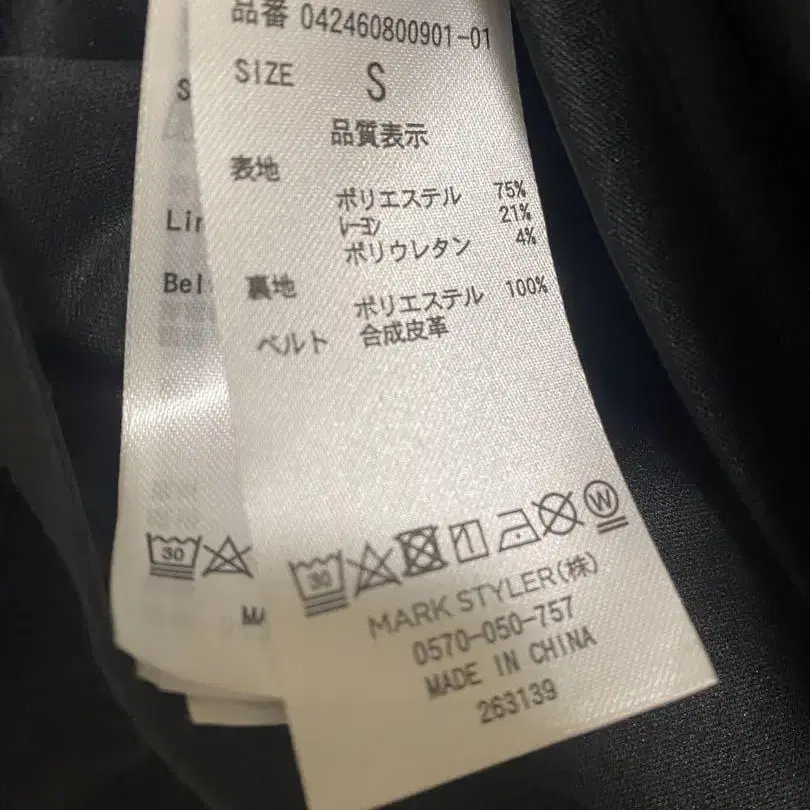 品番 042460800901-01
SIZE S
品質表示
表地
ポリエステル 75%
レーヨン 21%
ポリウレタン 4%
裏地
ポリエステル 100%
ベルト 合成皮革
30
W
MARK STYLER(株)
0570-050-757
MADE IN CHINA
263139
30